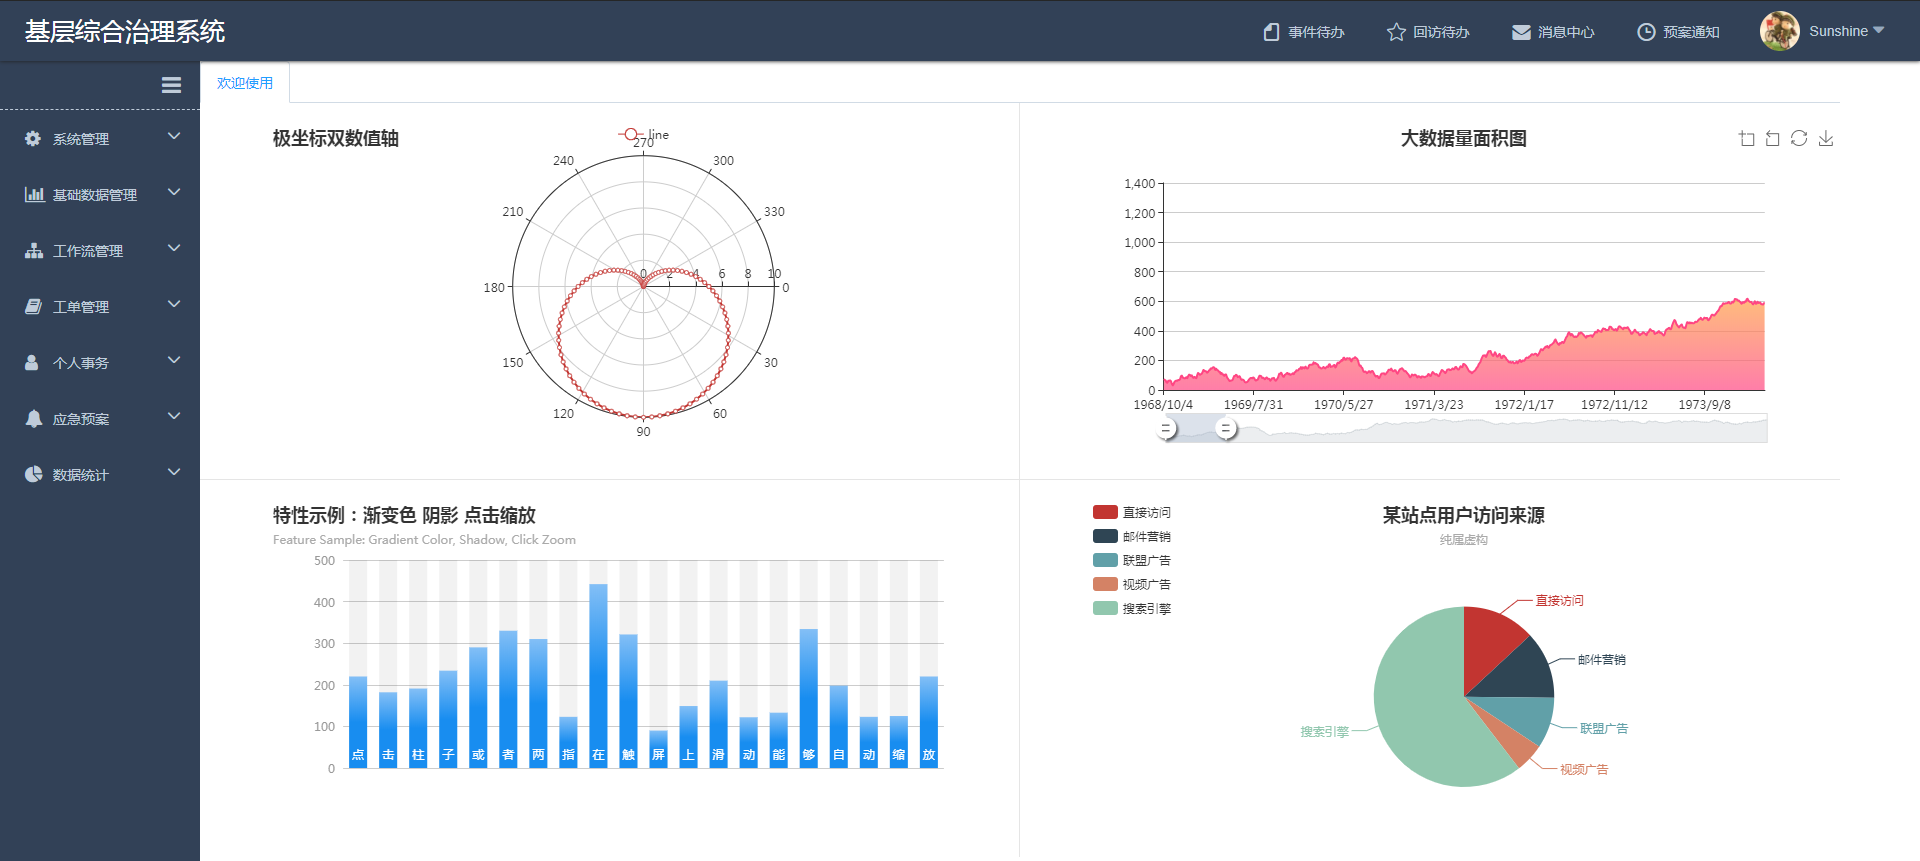 基层综合治理系统
事件待办
回访待办
消息中心
预案通知
Sunshine
欢迎使用
系统管理
基础数据管理
工作流管理
工单管理
个人事务
应急预案
数据统计
极坐标双数值轴
line
270
240
300
210
330
180
0
2
4
6
8
10
0
150
30
120
60
90
大数据量面积图
1,400
1,200
1,000
800
600
400
200
0
1968/10/4
1969/7/31
1970/5/27
1971/3/23
1972/1/17
1972/11/12
1973/9/8
特性示例：渐变色 阴影 点击缩放
Feature Sample: Gradient Color, Shadow, Click Zoom
500
400
300
200
100
0
点 击 柱 子 或 者 两 指 在 触 屏 上 滑 动 能 够 自 动 缩 放
直接访问
邮件营销
联盟广告
视频广告
搜索引擎
某站点用户访问来源
纯属虚构
直接访问
邮件营销
联盟广告
搜索引擎
视频广告